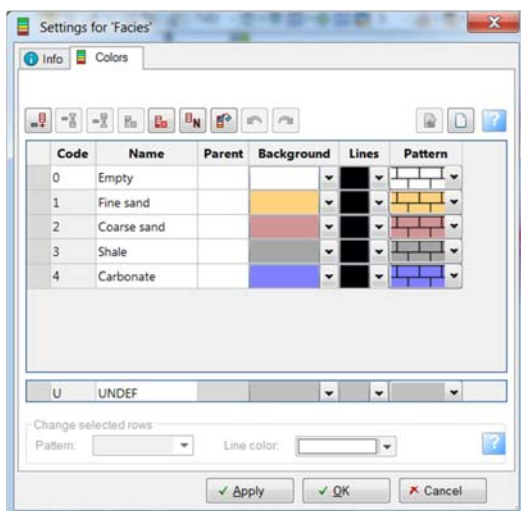 Settings for 'Facies'
Info Colors
Code Name Parent Background Lines Pattern
0 Empty
1 Fine sand
2 Coarse sand
3 Shale
4 Carbonate
U UNDEF
Change selected rows
Pattern: Line color:
Apply OK Cancel